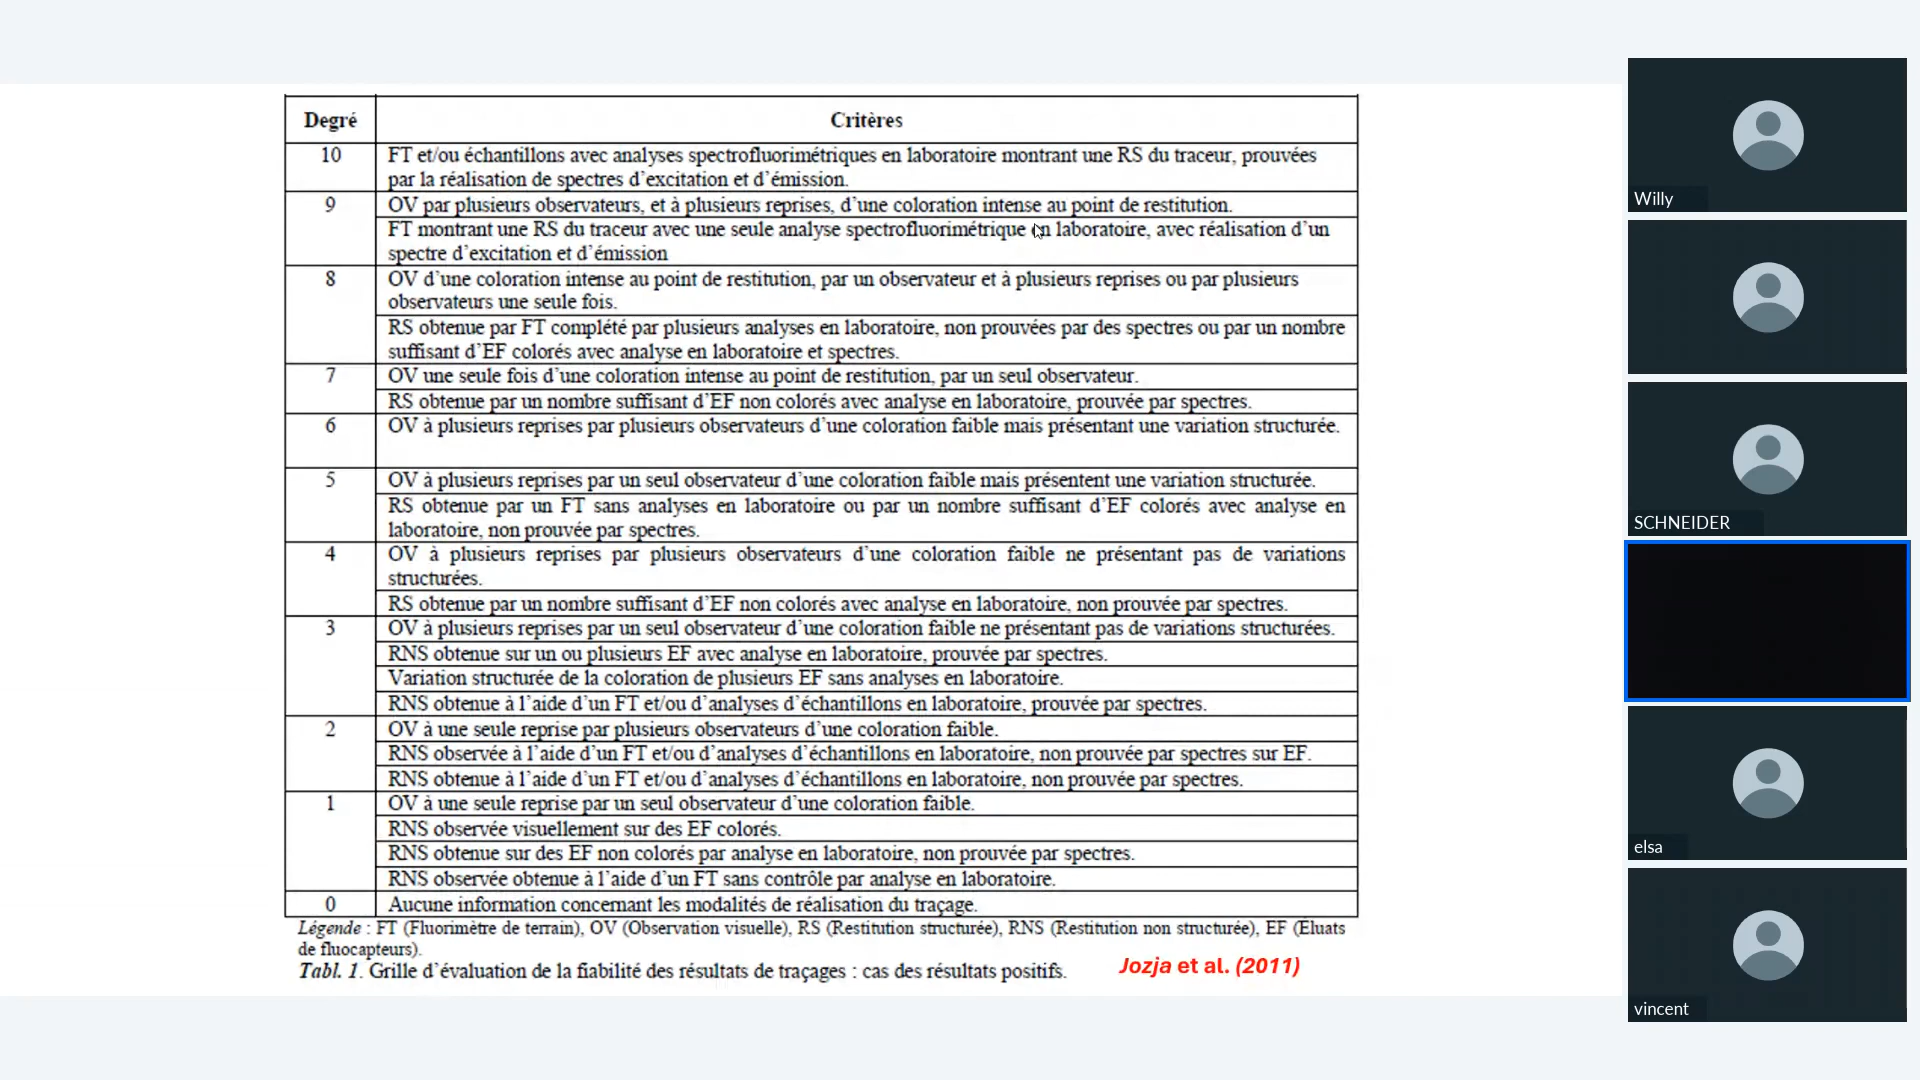 Degré
Critères
10
FT et/ou échantillons avec analyses spectrofluorimétriques en laboratoire montrant une RS du traceur, prouvées
par la réalisation de spectres d’excitation et d’émission.
9
OV par plusieurs observateurs, et à plusieurs reprises, d’une coloration intense au point de restitution.
FT montrant une RS du traceur avec une seule analyse spectrofluorimétrique en laboratoire, avec réalisation d’un
spectre d’excitation et d’émission
8
OV d’une coloration intense au point de restitution, par un observateur et à plusieurs reprises ou par plusieurs
observateurs une seule fois.
RS obtenue par FT complété par plusieurs analyses en laboratoire, non prouvées par des spectres ou par un nombre
suffisant d’EF colorés avec analyse en laboratoire et spectres.
7
OV une seule fois d’une coloration intense au point de restitution, par un seul observateur.
RS obtenue par un nombre suffisant d’EF non colorés avec analyse en laboratoire, prouvée par spectres.
6
OV à plusieurs reprises par plusieurs observateurs d’une coloration faible mais présentant une variation structurée.
5
OV à plusieurs reprises par un seul observateur d’une coloration faible mais présentent une variation structurée.
RS obtenue par un FT sans analyses en laboratoire ou par un nombre suffisant d’EF colorés avec analyse en
laboratoire, non prouvée par spectres.
4
OV à plusieurs reprises par plusieurs observateurs d’une coloration faible ne présentant pas de variations
structurées.
RS obtenue par un nombre suffisant d’EF non colorés avec analyse en laboratoire, non prouvée par spectres.
3
OV à plusieurs reprises par un seul observateur d’une coloration faible ne présentant pas de variations structurées.
RNS obtenue sur un ou plusieurs EF avec analyse en laboratoire, prouvée par spectres.
Variation structurée de la coloration de plusieurs EF sans analyses en laboratoire.
RNS obtenue à l’aide d’un FT et/ou d’analyses d’échantillons en laboratoire, prouvée par spectres.
2
OV à une seule reprise par plusieurs observateurs d’une coloration faible.
RNS observée à l’aide d’un FT et/ou d’analyses d’échantillons en laboratoire, non prouvée par spectres sur EF.
RNS obtenue à l’aide d’un FT et/ou d’analyses d’échantillons en laboratoire, non prouvée par spectres.
1
OV à une seule reprise par un seul observateur d’une coloration faible.
RNS observée visuellement sur des EF colorés.
RNS obtenue sur des EF non colorés par analyse en laboratoire, non prouvée par spectres.
RNS observée obtenue à l’aide d’un FT sans contrôle par analyse en laboratoire.
0
Aucune information concernant les modalités de réalisation du traçage.
Légende : FT (Fluorimètre de terrain), OV (Observation visuelle), RS (Restitution structurée), RNS (Restitution non structurée), EF (Éluats
de fluocapteurs).
Tabl. 1. Grille d’évaluation de la fiabilité des résultats de traçages : cas des résultats positifs.
Jozja et al. (2011)
Willy
SCHNEIDER
elsa
vincent